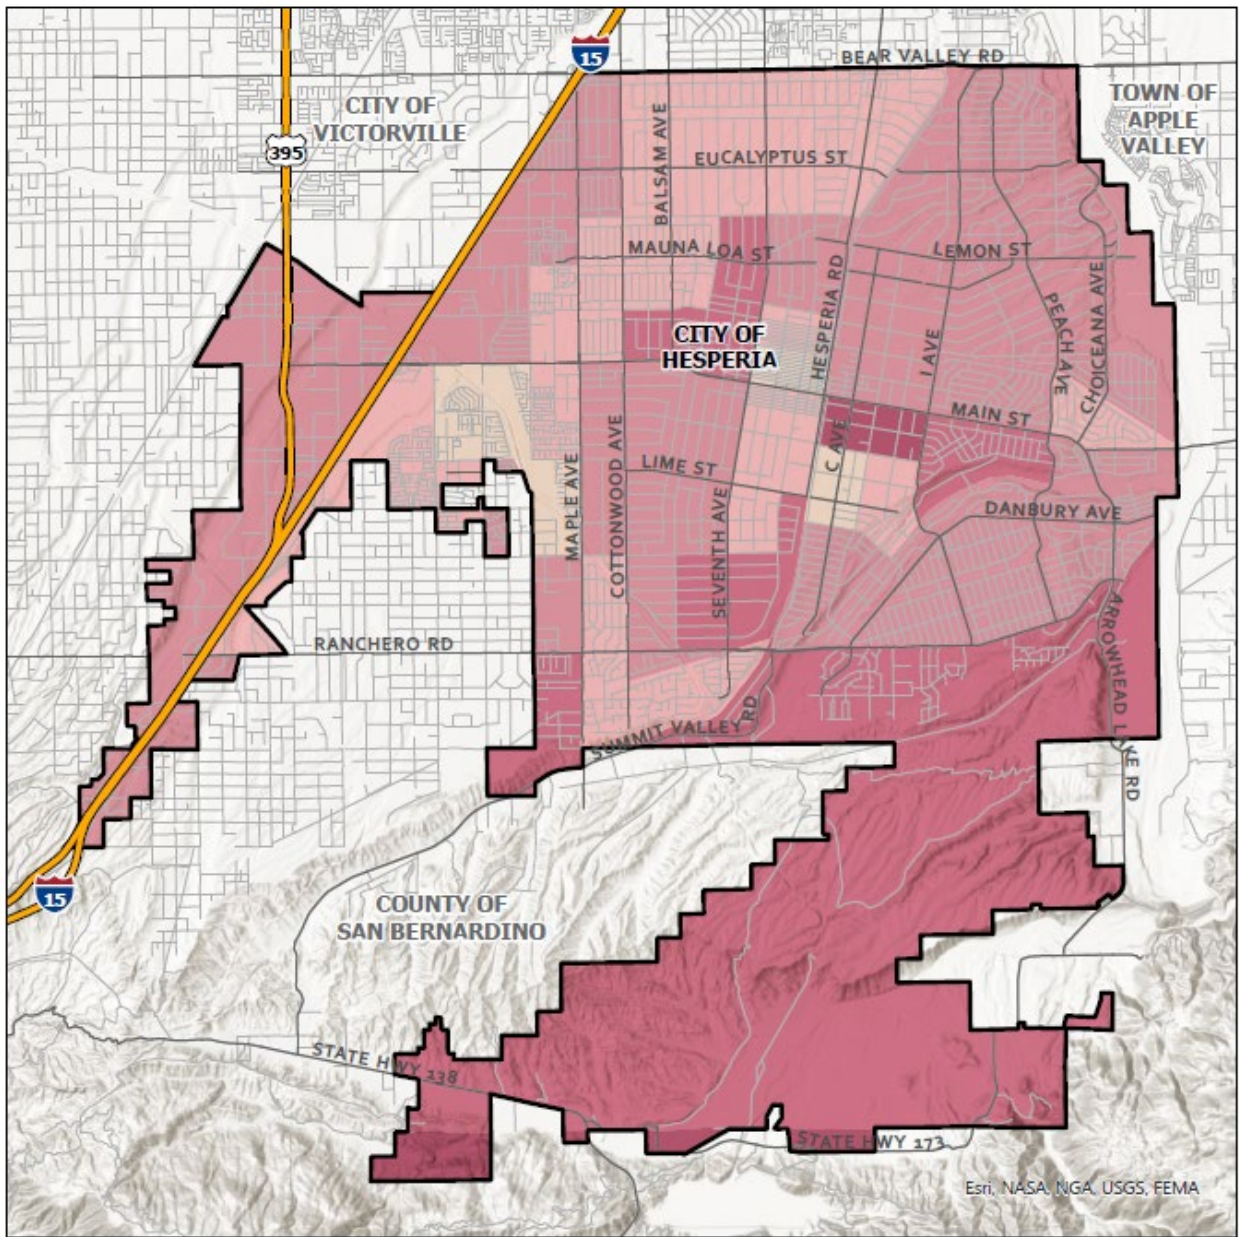 15
BEAR VALLEY RD
CITY OF
VICTORVILLE
TOWN OF
APPLE
VALLEY
395
BALSAM AVE
EUCALYPTUS ST
MAUNA LOA ST
LEMON ST
HESPERIA RD
CHOICEANA AVE
PEACH AVE
I AVE
CITY OF
HESPERIA
MAIN ST
C AVE
MAPLE AVE
COTTONWOOD AVE
LIME ST
SEVENTH AVE
DANBURY AVE
RANCHERO RD
ARROWHEAD LAKE RD
SUMMIT VALLEY RD
15
COUNTY OF
SAN BERNARDINO
STATE HWY 138
STATE HWY 173
Esri, NASA, NGA, USGS, FEMA